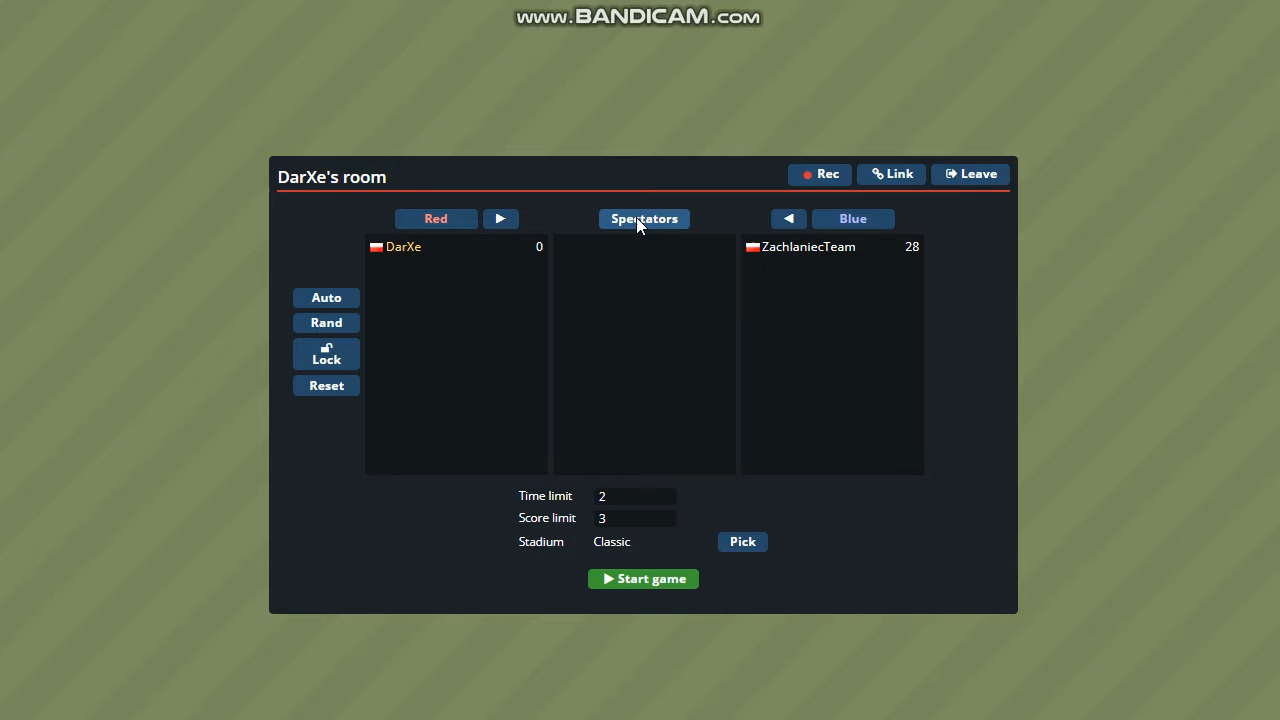 www.BANDICAM.com
DarXe's room
Rec
Link
Leave
Red
Spectators
Blue
DarXe 0
ZachlaniecTeam 28
Auto
Rand
Lock
Reset
Time limit 2
Score limit 3
Stadium Classic Pick
Start game